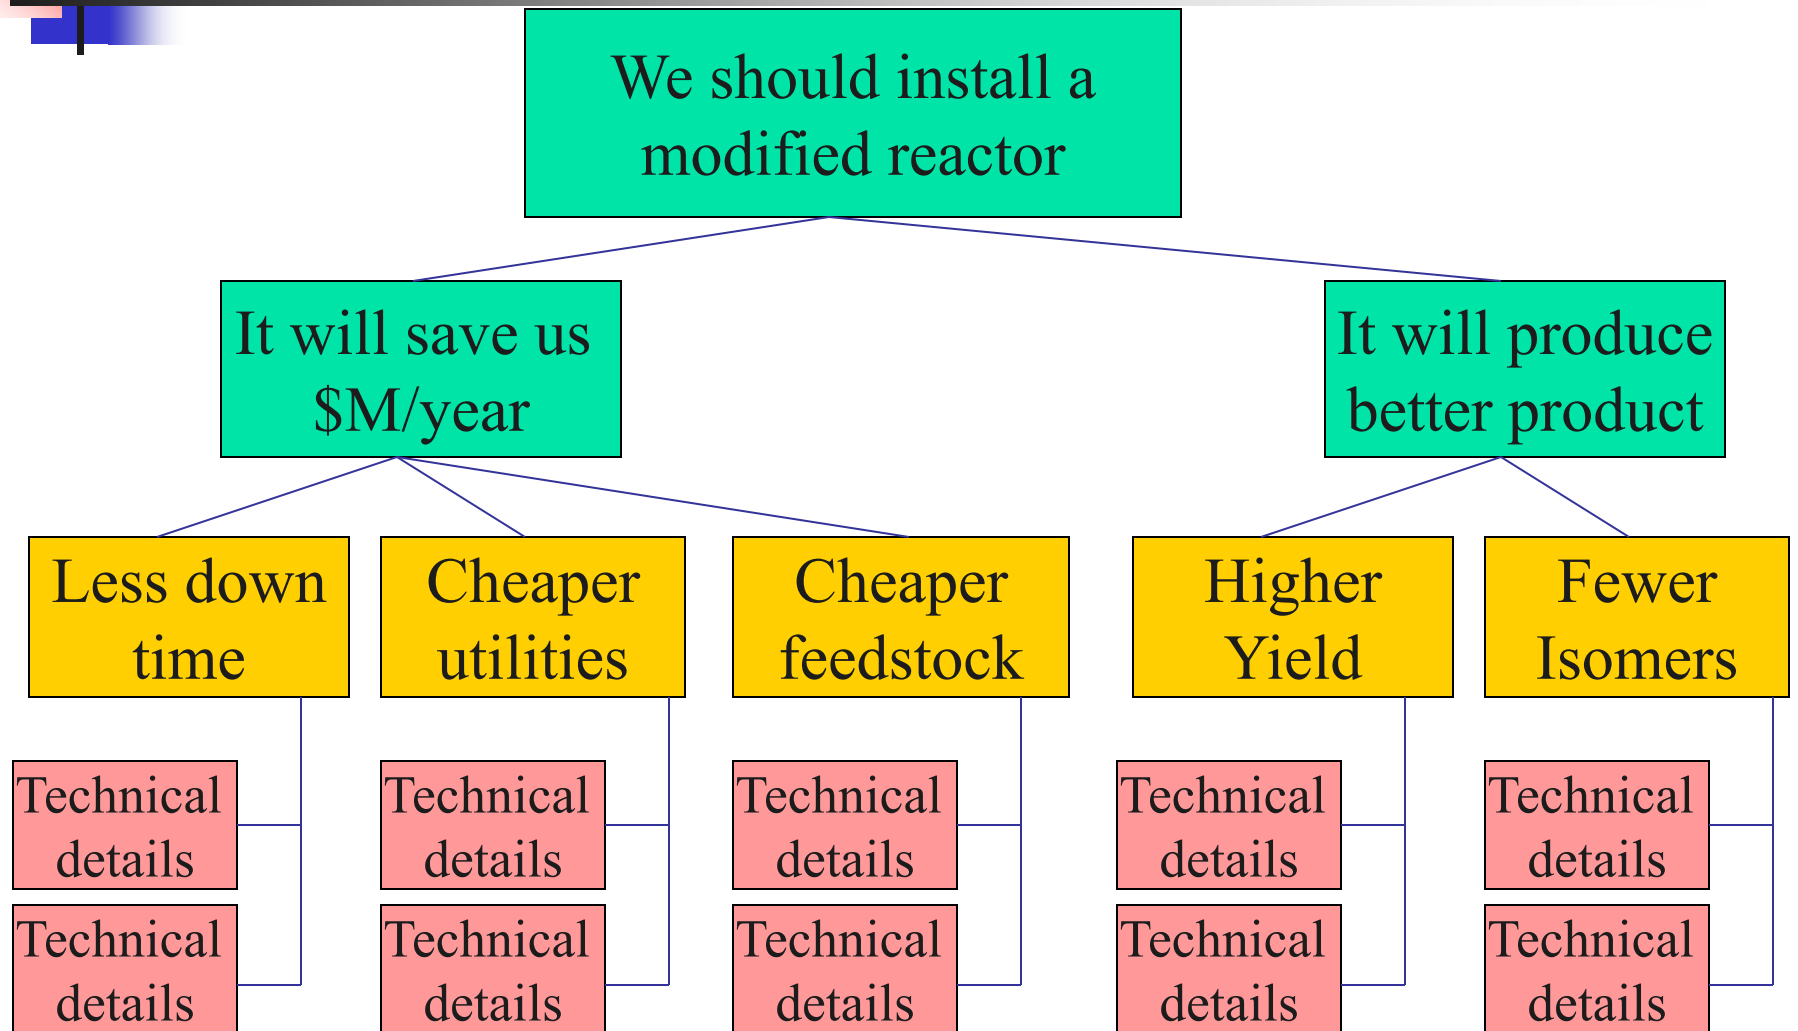 We should install a
modified reactor
It will save us
$M/year
It will produce
better product
Less down
time
Cheaper
utilities
Cheaper
feedstock
Higher
Yield
Fewer
Isomers
Technical
details
Technical
details
Technical
details
Technical
details
Technical
details
Technical
details
Technical
details
Technical
details
Technical
details
Technical
details